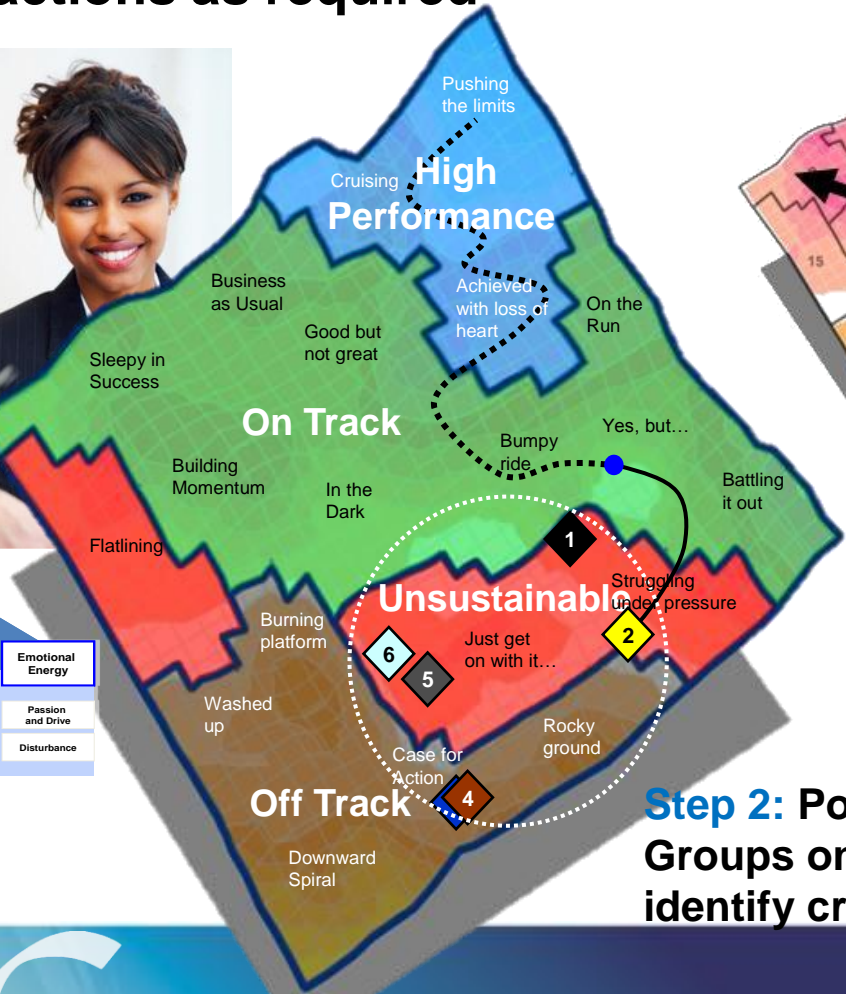 actions as required
Pushing
the limits
Cruising
High
Performance
Business
as Usual
Achieved
with loss of
heart
On the
Run
Good but
not great
15
Sleepy in
Success
On Track
Yes, but…
Bumpy
ride
Building
Momentum
In the
Dark
Battling
it out
Flatlining
1
Unsustainable
Struggling
under pressure
Burning
platform
2
Just get
on with it…
6
5
Emotional
Energy
Passion
and Drive
Disturbance
Washed
up
Rocky
ground
Case for
Action
Off Track
4
Downward
Spiral
Step 2: Po
Groups on
identify cr